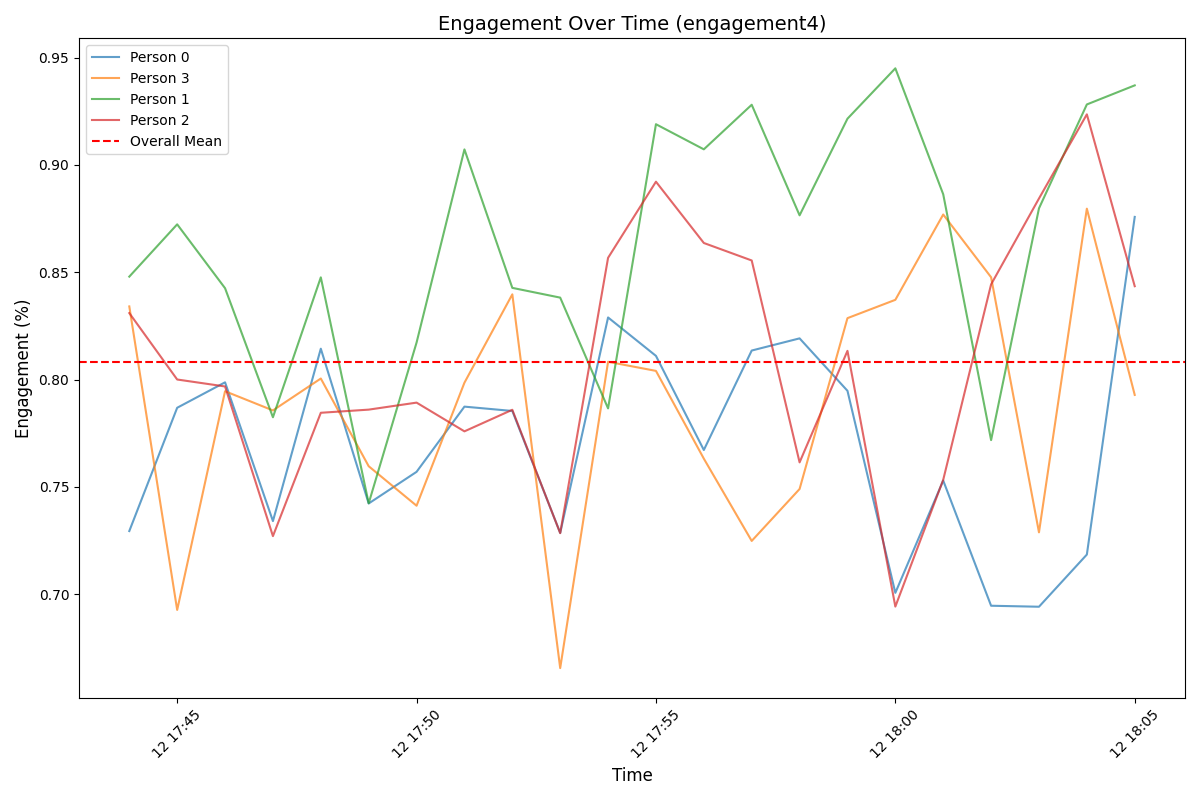 Engagement Over Time (engagement4)
Person 0
Person 3
Person 1
Person 2
Overall Mean
Engagement (%)
0.95
0.90
0.85
0.80
0.75
0.70
12 17:45
12 17:50
12 17:55
12 18:00
12 18:05
Time